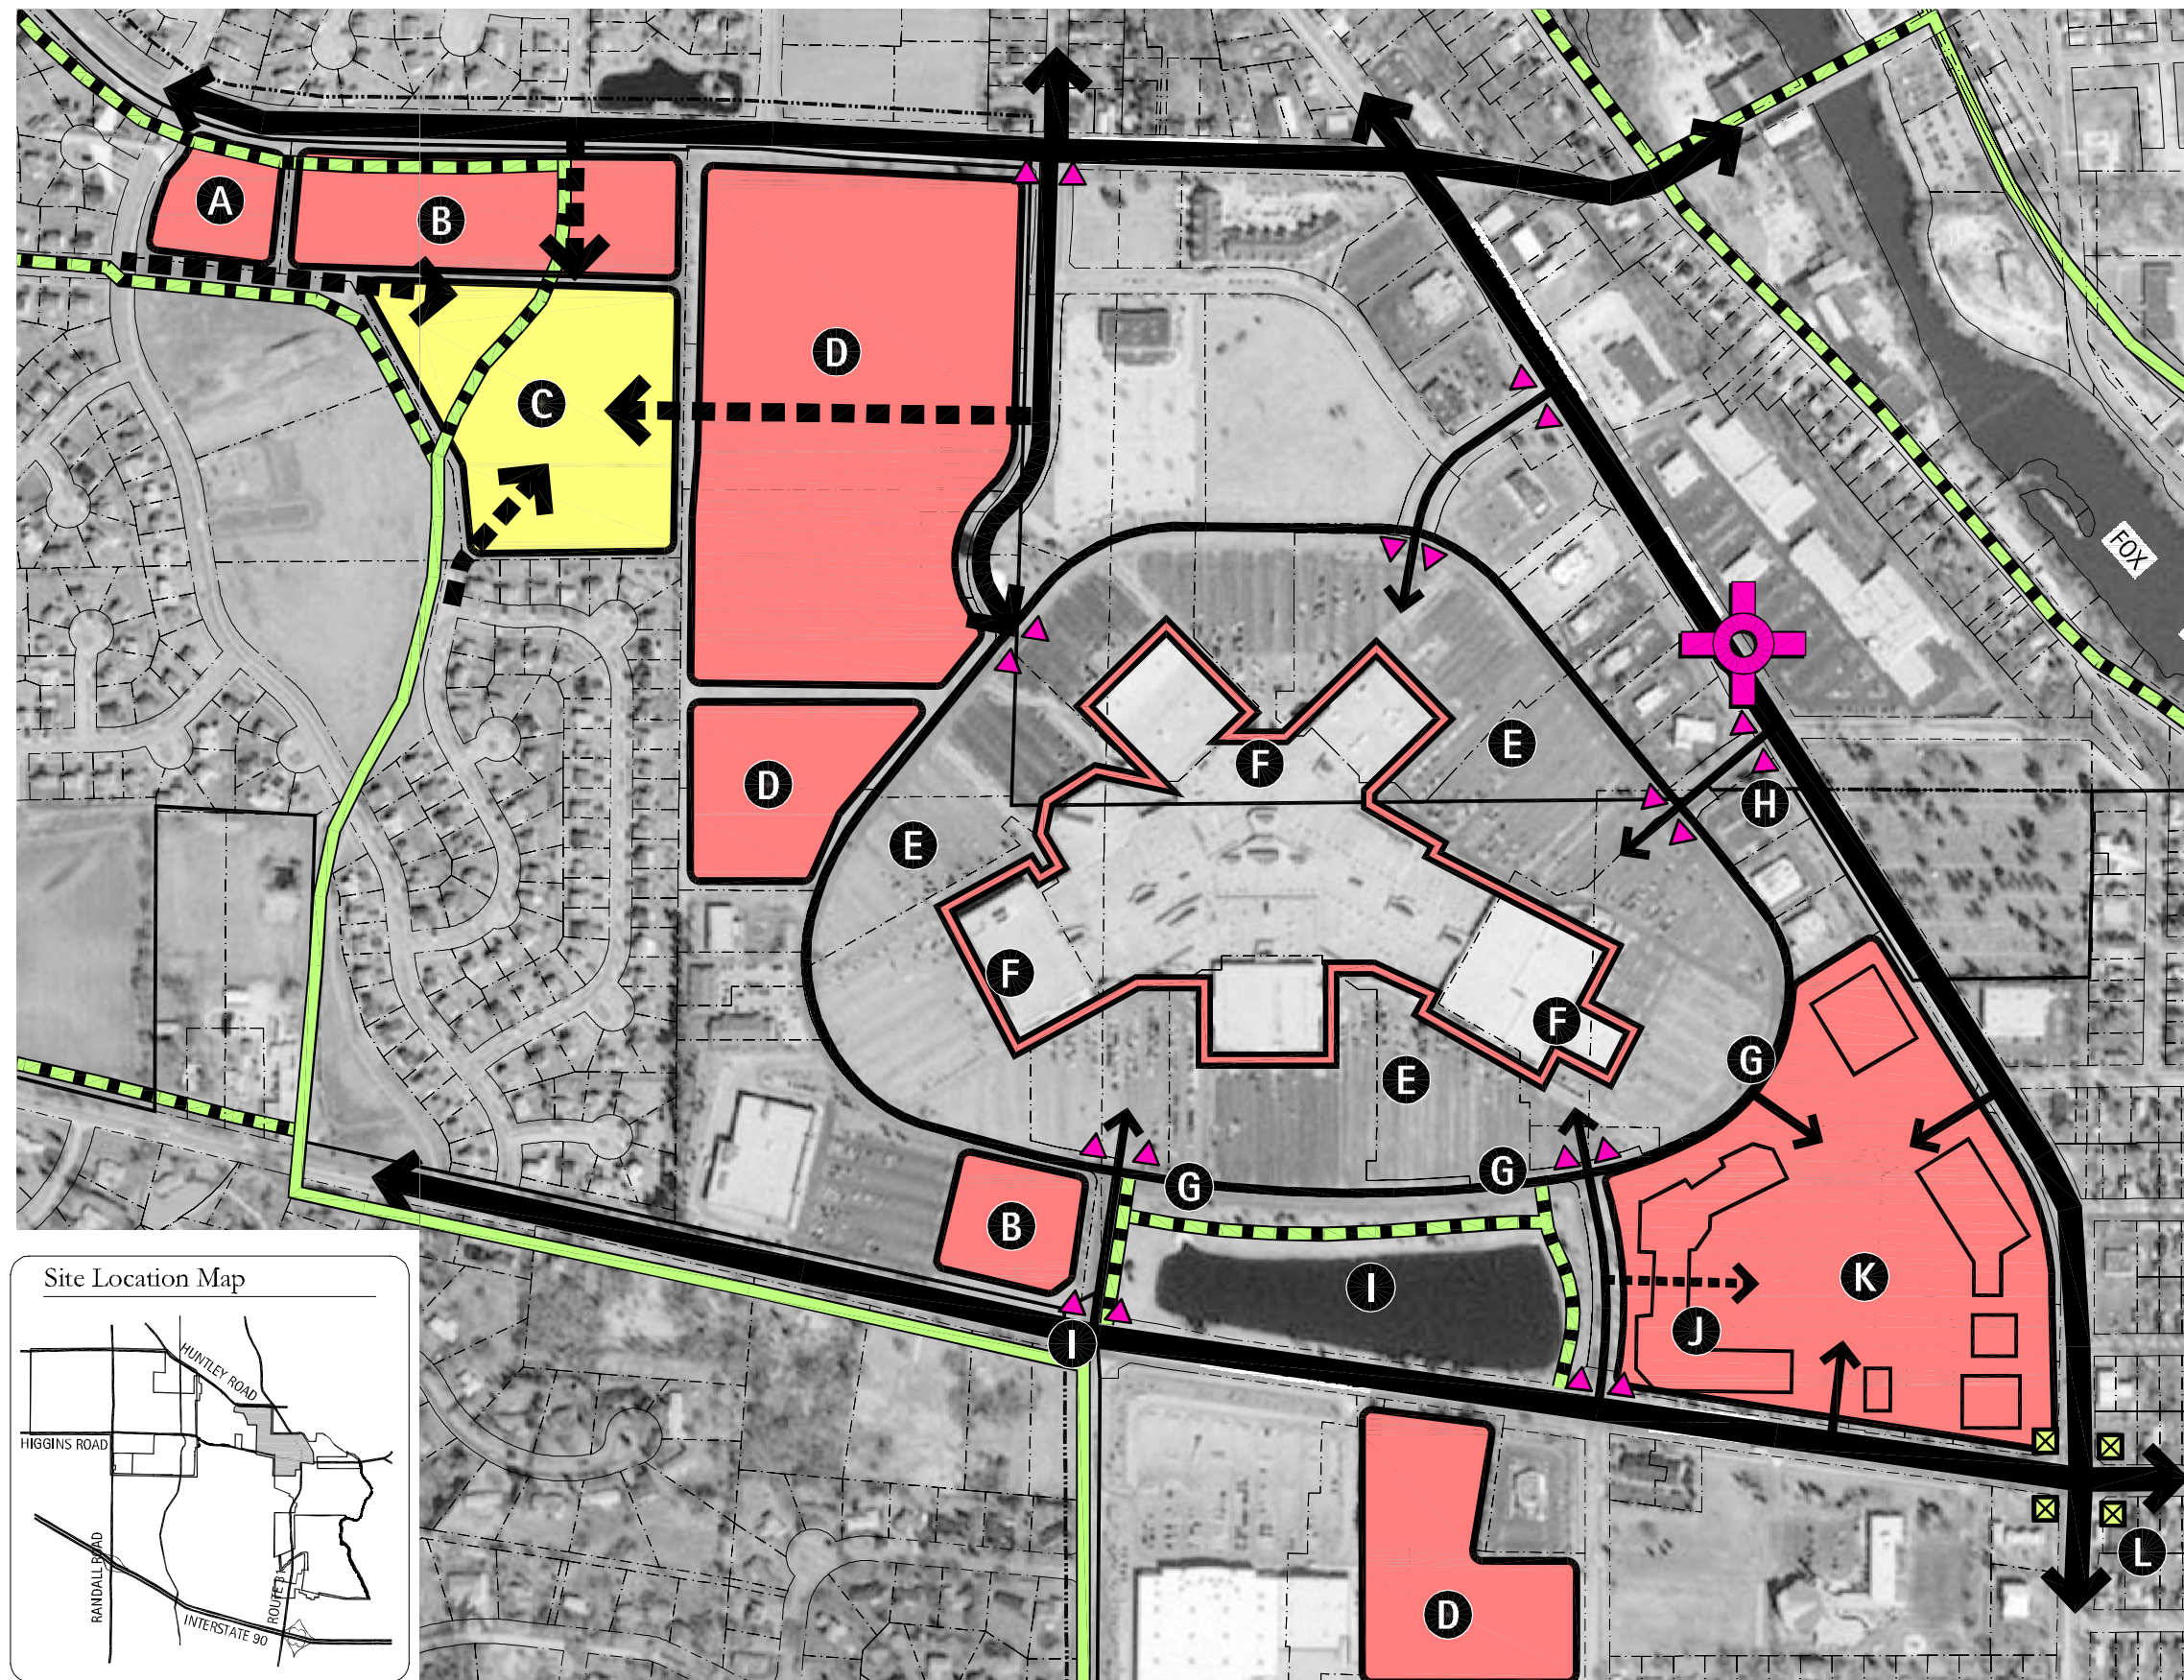 A
B
C
D
FOX
F
E
H
D
E
F
F
G
E
G
G
B
I
K
I
J
L
D
Site Location Map
HUNTLEY ROAD
HIGGINS ROAD
RANDALL ROAD
ROUTE 31
INTERSTATE 90